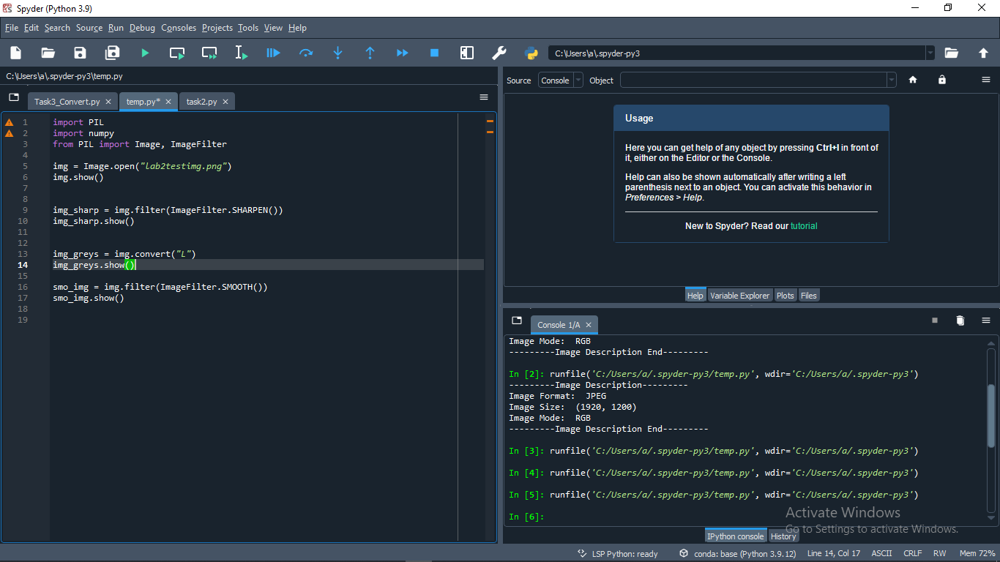 Spyder (Python 3.9)
File Edit Search Source Run Debug Consoles Projects Tools View Help
C:\Users\a\.spyder-py3
C:\Users\a\.spyder-py3\temp.py
Task3_Convert.py temp.py* task2.py
1 import PIL
2 import numpy
3 from PIL import Image, ImageFilter
4
5 img = Image.open("lab2testimg.png")
6 img.show()
7
8
9 img_sharp = img.filter(ImageFilter.SHARPEN())
10 img_sharp.show()
11
12
13 img_greys = img.convert("L")
14 img_greys.show()
15
16 smo_img = img.filter(ImageFilter.SMOOTH())
17 smo_img.show()
18
19
Source Console Object
Usage
Here you can get help of any object by pressing Ctrl+I in front of
it, either on the Editor or the Console.
Help can also be shown automatically after writing a left
parenthesis next to an object. You can activate this behavior in
Preferences > Help.
New to Spyder? Read our tutorial
Help Variable Explorer Plots Files
Console 1/A
Image Mode: RGB
---------Image Description End---------
In [2]: runfile('C:/Users/a/.spyder-py3/temp.py', wdir='C:/Users/a/.spyder-py3')
---------Image Description---------
Image Format: JPEG
Image Size: (1920, 1200)
Image Mode: RGB
---------Image Description End---------
In [3]: runfile('C:/Users/a/.spyder-py3/temp.py', wdir='C:/Users/a/.spyder-py3')
In [4]: runfile('C:/Users/a/.spyder-py3/temp.py', wdir='C:/Users/a/.spyder-py3')
In [5]: runfile('C:/Users/a/.spyder-py3/temp.py', wdir='C:/Users/a/.spyder-py3')
In [6]:
Activate Windows
Go to Settings to activate Windows.
IPython console History
LSP Python: ready conda: base (Python 3.9.12) Line 14, Col 17 ASCII CRLF RW Mem 72%